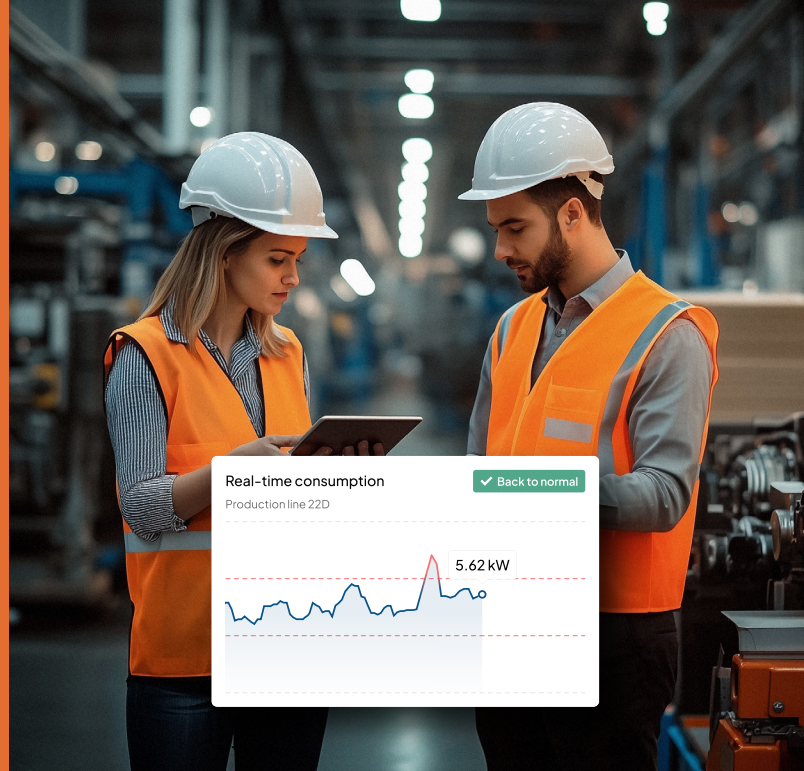 Real-time consumption
Back to normal
Production line 22D
5.62 kW